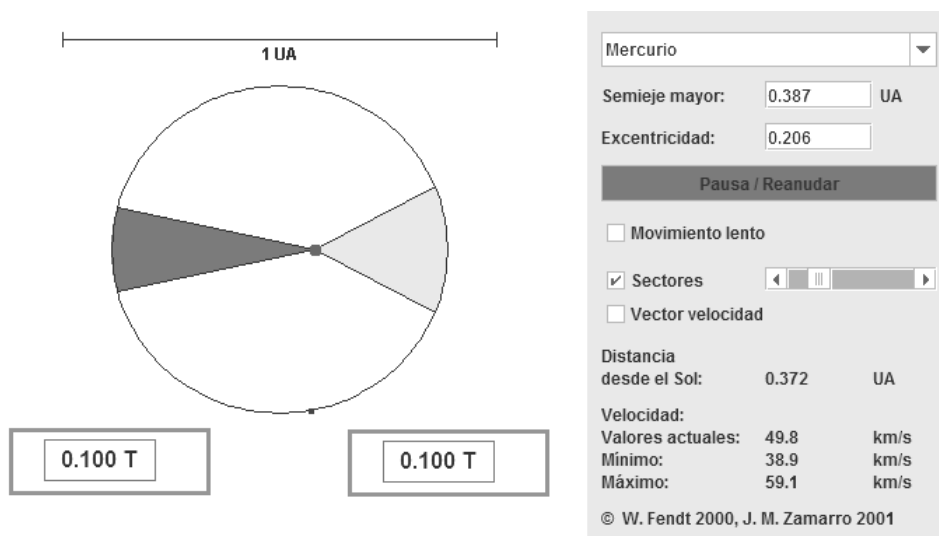 1 UA
0.100 T
0.100 T
Mercurio
Semieje mayor: 0.387 UA
Excentricidad: 0.206
Pausa / Reanudar
Movimiento lento
Sectores
Vector velocidad
Distancia
desde el Sol: 0.372 UA
Velocidad:
Valores actuales: 49.8 km/s
Mínimo: 38.9 km/s
Máximo: 59.1 km/s
© W. Fendt 2000, J. M. Zamarro 2001